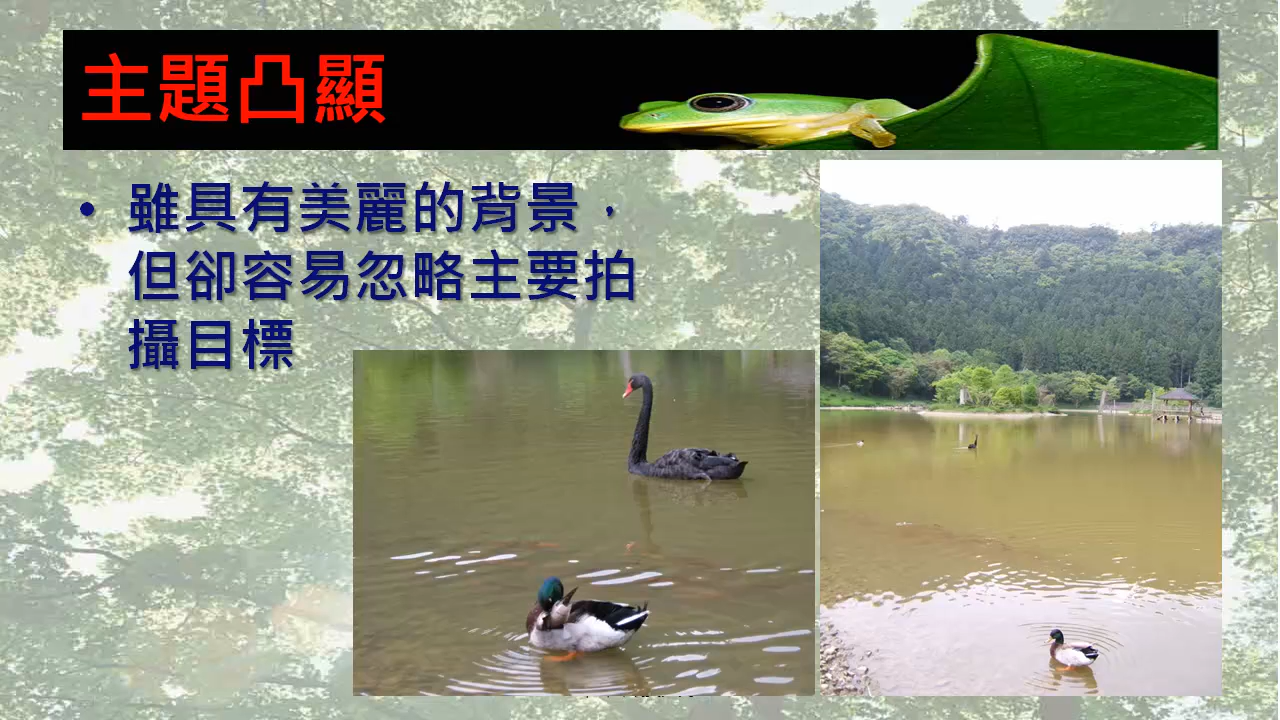 主題凸顯
• 雖具有美麗的背景，
但卻容易忽略主要拍
攝目標